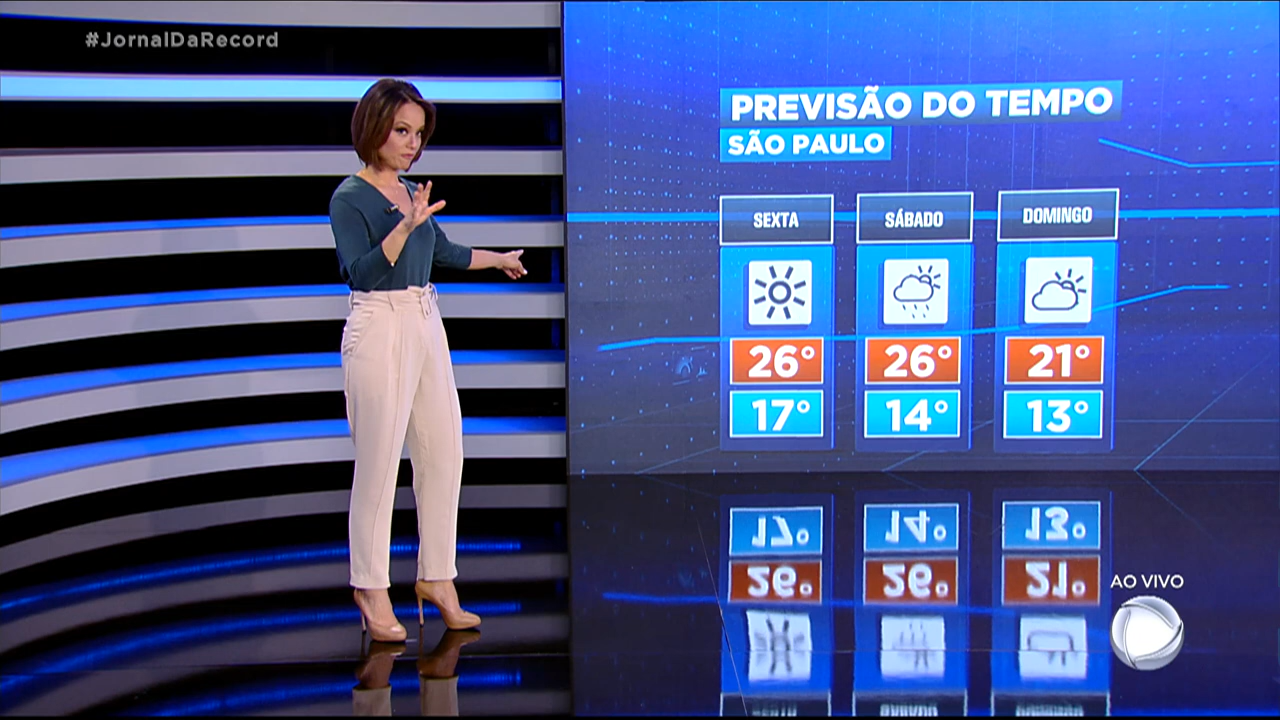 #JornalDaRecord
PREVISÃO DO TEMPO
SÃO PAULO
SEXTA SÁBADO DOMINGO
26° 26° 21°
17° 14° 13°
AO VIVO